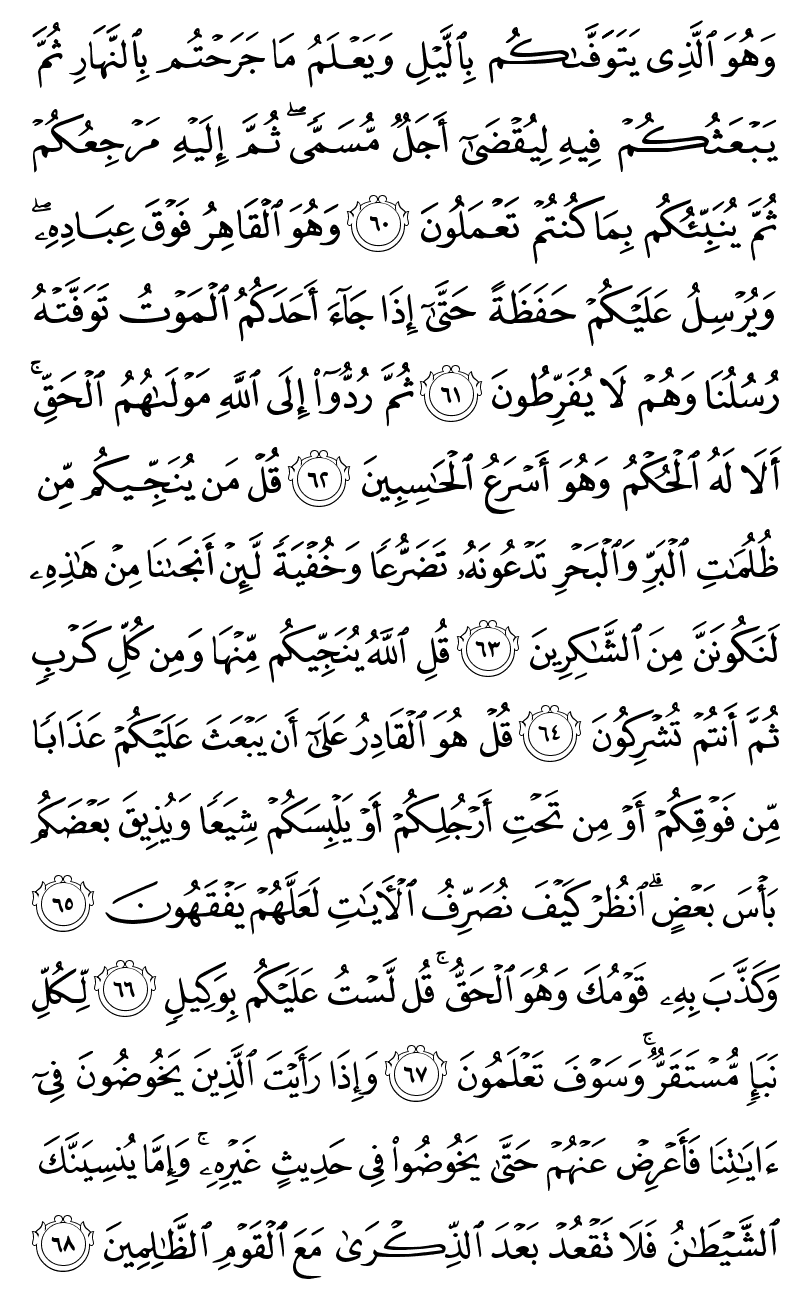 وَهُوَ ٱلَّذِى يَتَوَفَّىٰكُم بِٱلَّيْلِ وَيَعْلَمُ مَا جَرَحْتُم بِٱلنَّهَارِ ثُمَّ
يَبْعَثُكُمْ فِيهِ لِيُقْضَىٰٓ أَجَلٌ مُّسَمًّى ۖ ثُمَّ إِلَيْهِ مَرْجِعُكُمْ
ثُمَّ يُنَبِّئُكُم بِمَا كُنتُمْ تَعْمَلُونَ ٦٠ وَهُوَ ٱلْقَاهِرُ فَوْقَ عِبَادِهِۦ ۖ
وَيُرْسِلُ عَلَيْكُمْ حَفَظَةً حَتَّىٰٓ إِذَا جَآءَ أَحَدَكُمُ ٱلْمَوْتُ تَوَفَّتْهُ
رُسُلُنَا وَهُمْ لَا يُفَرِّطُونَ ٦١ ثُمَّ رُدُّوٓا۟ إِلَى ٱللَّهِ مَوْلَىٰهُمُ ٱلْحَقِّ ۚ
أَلَا لَهُ ٱلْحُكْمُ وَهُوَ أَسْرَعُ ٱلْحَٰسِبِينَ ٦٢ قُلْ مَن يُنَجِّيكُم مِّن
ظُلُمَٰتِ ٱلْبَرِّ وَٱلْبَحْرِ تَدْعُونَهُۥ تَضَرُّعًا وَخُفْيَةً لَّئِنْ أَنجَىٰنَا مِنْ هَٰذِهِۦ
لَنَكُونَنَّ مِنَ ٱلشَّٰكِرِينَ ٦٣ قُلِ ٱللَّهُ يُنَجِّيكُم مِّنْهَا وَمِن كُلِّ كَرْبٍ
ثُمَّ أَنتُمْ تُشْرِكُونَ ٦٤ قُلْ هُوَ ٱلْقَادِرُ عَلَىٰٓ أَن يَبْعَثَ عَلَيْكُمْ عَذَابًا
مِّن فَوْقِكُمْ أَوْ مِن تَحْتِ أَرْجُلِكُمْ أَوْ يَلْبِسَكُمْ شِيَعًا وَيُذِيقَ بَعْضَكُم
بَأْسَ بَعْضٍ ۗ ٱنظُرْ كَيْفَ نُصَرِّفُ ٱلْءَايَٰتِ لَعَلَّهُمْ يَفْقَهُونَ ٦٥
وَكَذَّبَ بِهِۦ قَوْمُكَ وَهُوَ ٱلْحَقُّ ۚ قُل لَّسْتُ عَلَيْكُم بِوَكِيلٍ ٦٦ لِّكُلِّ
نَبَإٍ مُّسْتَقَرٌّ ۚ وَسَوْفَ تَعْلَمُونَ ٦٧ وَإِذَا رَأَيْتَ ٱلَّذِينَ يَخُوضُونَ فِىٓ
ءَايَٰتِنَا فَأَعْرِضْ عَنْهُمْ حَتَّىٰ يَخُوضُوا۟ فِى حَدِيثٍ غَيْرِهِۦ ۚ وَإِمَّا يُنسِيَنَّكَ
ٱلشَّيْطَٰنُ فَلَا تَقْعُدْ بَعْدَ ٱلذِّكْرَىٰ مَعَ ٱلْقَوْمِ ٱلظَّٰلِمِينَ ٦٨